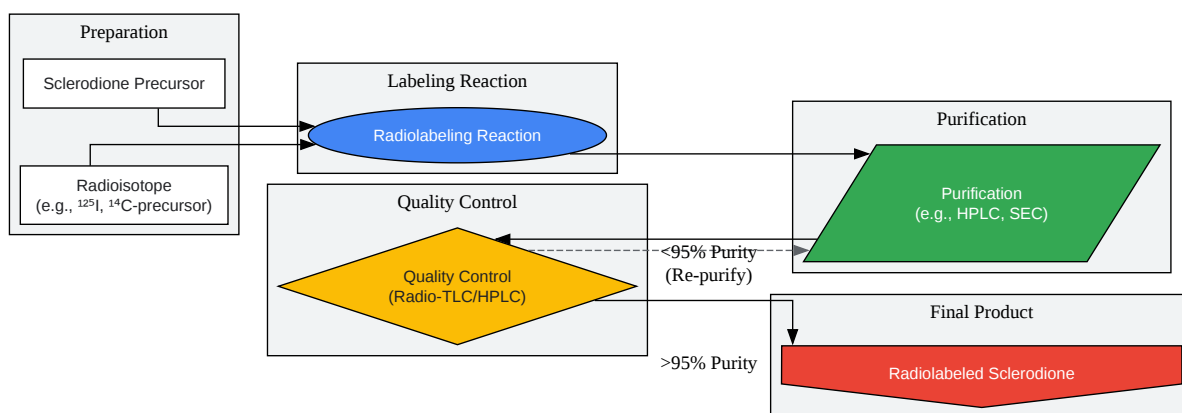 Preparation
Sclerodione Precursor
Radioisotope
(e.g., ¹²⁵I, ¹⁴C-precursor)
Labeling Reaction
Radiolabeling Reaction
Purification
Purification
(e.g., HPLC, SEC)
Quality Control
Quality Control
(Radio-TLC/HPLC)
<95% Purity
(Re-purify)
>95% Purity
Final Product
Radiolabeled Sclerodione